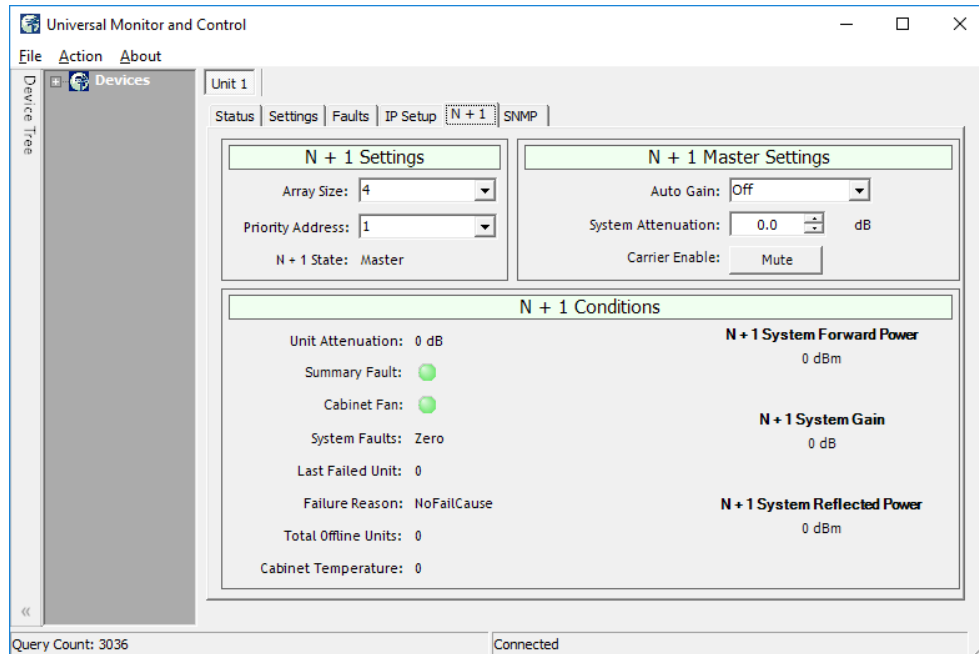 Universal Monitor and Control
File Action About
Device Tree
Devices
Unit 1
Status Settings Faults IP Setup N + 1 SNMP
N + 1 Settings
Array Size: 4
Priority Address: 1
N + 1 State: Master
N + 1 Master Settings
Auto Gain: Off
System Attenuation: 0.0 dB
Carrier Enable: Mute
N + 1 Conditions
Unit Attenuation: 0 dB
Summary Fault:
Cabinet Fan:
System Faults: Zero
Last Failed Unit: 0
Failure Reason: NoFailCause
Total Offline Units: 0
Cabinet Temperature: 0
N + 1 System Forward Power
0 dBm
N + 1 System Gain
0 dB
N + 1 System Reflected Power
0 dBm
Query Count: 3036
Connected